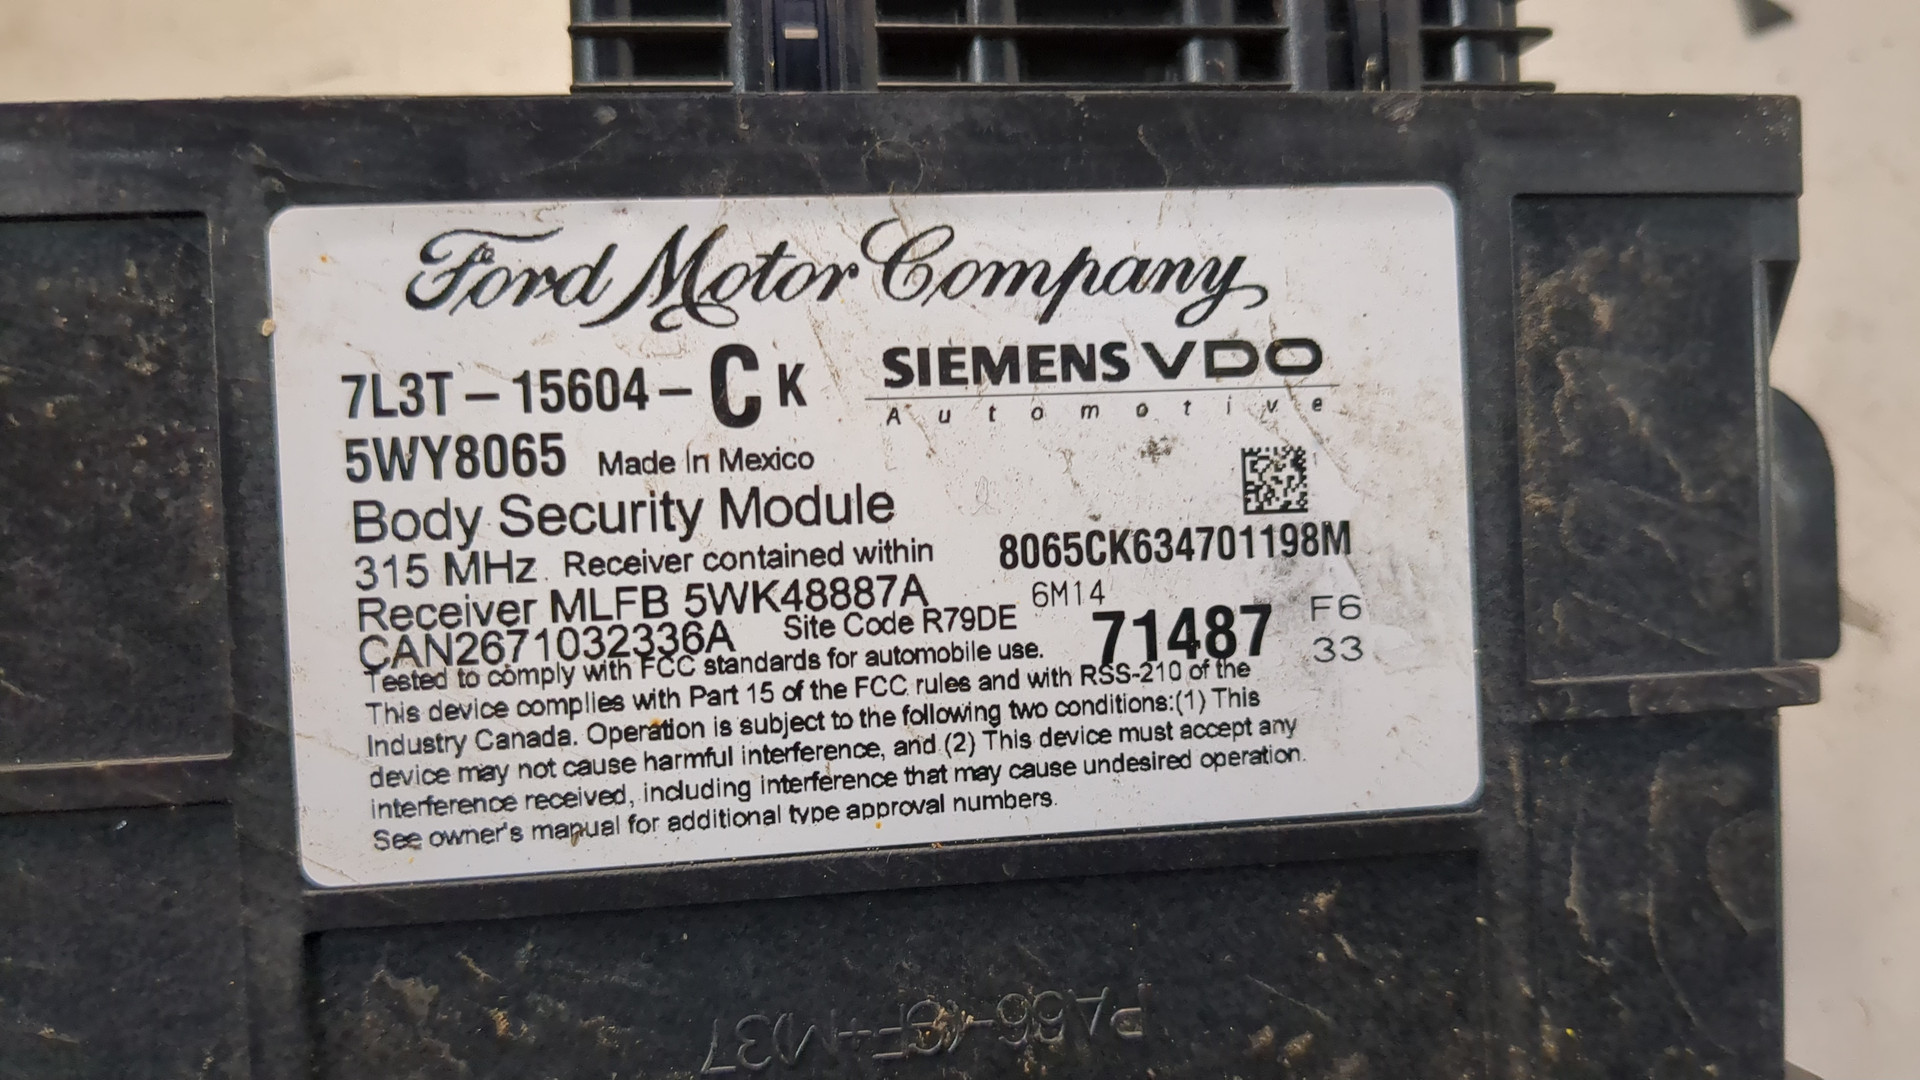 Ford Motor Company
7L3T-15604-CK
SIEMENS VDO
Automotive
5WY8065 Made In Mexico
Body Security Module
315 MHz. Receiver contained within
8065CK634701198M
Receiver MLFB 5WK48887A
6M14
CAN2671032336A Site Code R79DE
71487 F6
33
Tested to comply with FCC standards for automobile use.
This device complies with Part 15 of the FCC rules and with RSS-210 of the
Industry Canada. Operation is subject to the following two conditions:(1) This
device may not cause harmful interference, and (2) This device must accept any
interference received, including interference that may cause undesired operation.
See owner's manual for additional type approval numbers.